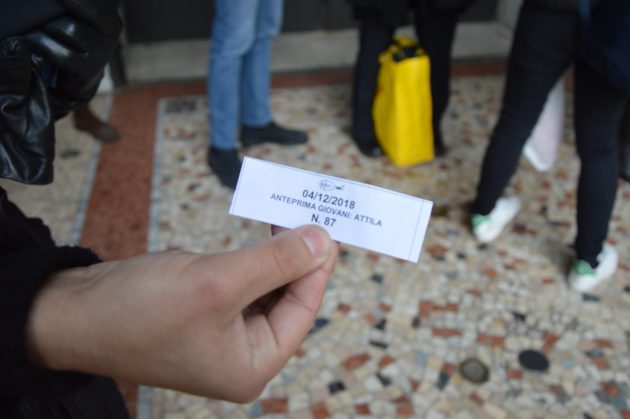 04/12/2018
ANTEPRIMA GIOVANI: ATTILA
N. 87